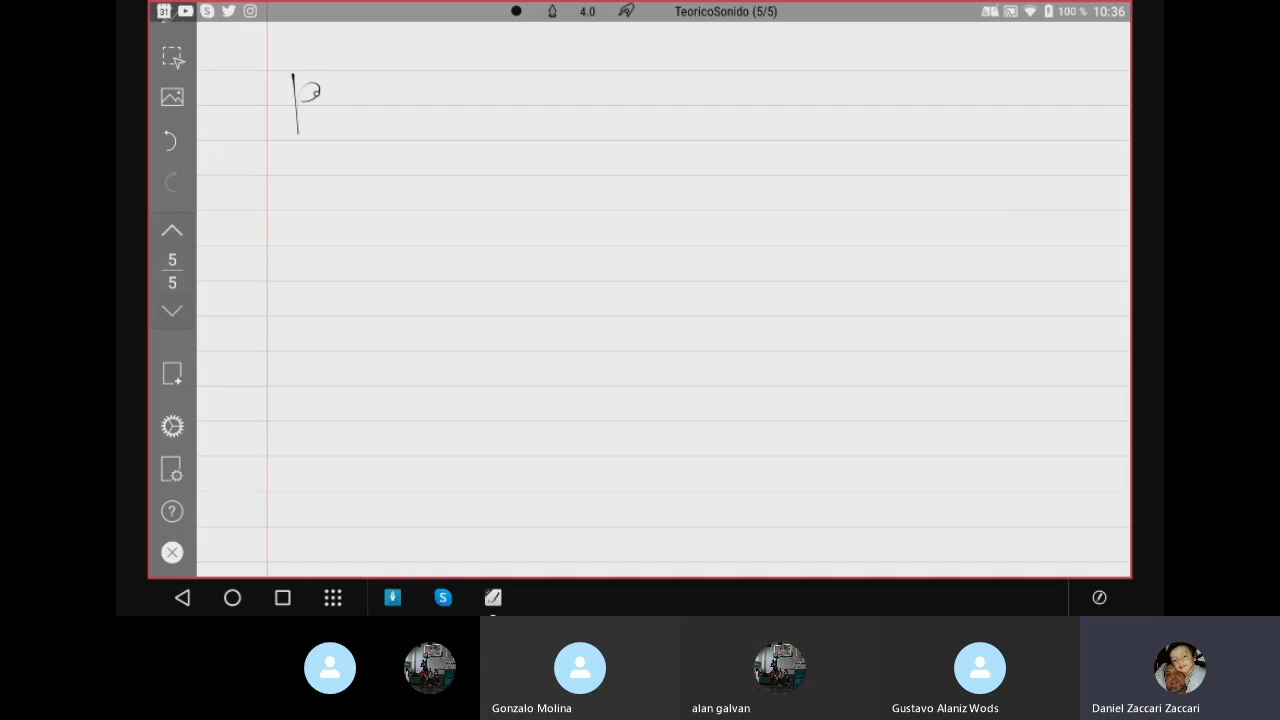 31 4.0 TeoricoSonido (5/5) 100 % 10:36
p
5
5
Gonzalo Molina alan galvan Gustavo Alaniz Wods Daniel Zaccari Zaccari